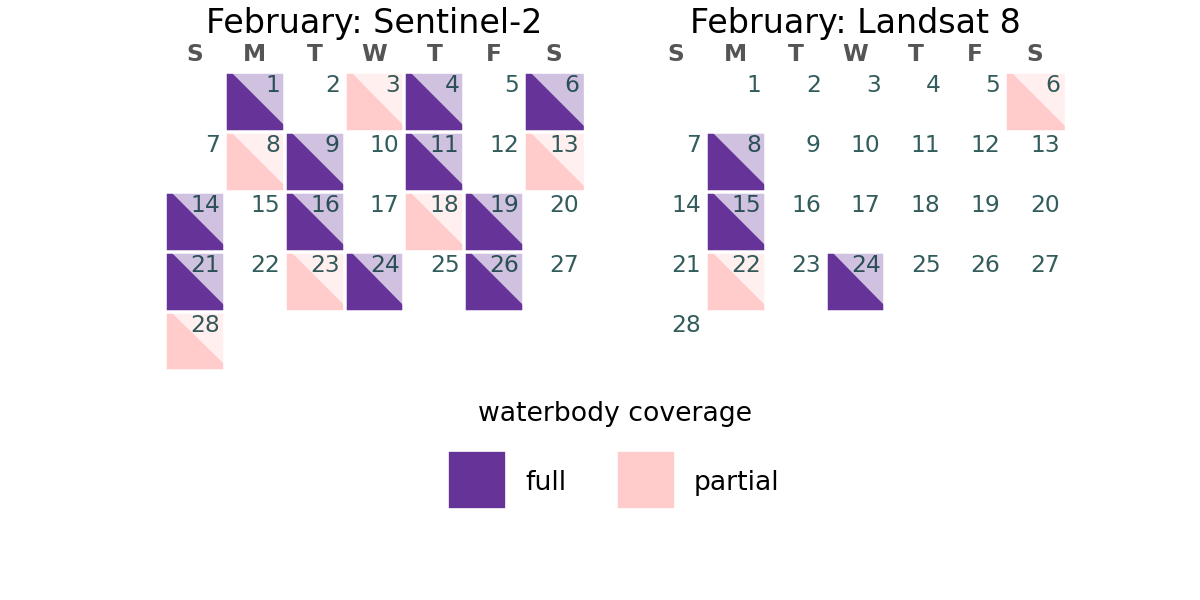 February: Sentinel-2
S M T W T F S
1 2 3 4 5 6
7 8 9 10 11 12 13
14 15 16 17 18 19 20
21 22 23 24 25 26 27
28
February: Landsat 8
S M T W T F S
1 2 3 4 5 6
7 8 9 10 11 12 13
14 15 16 17 18 19 20
21 22 23 24 25 26 27
28
waterbody coverage
full
partial